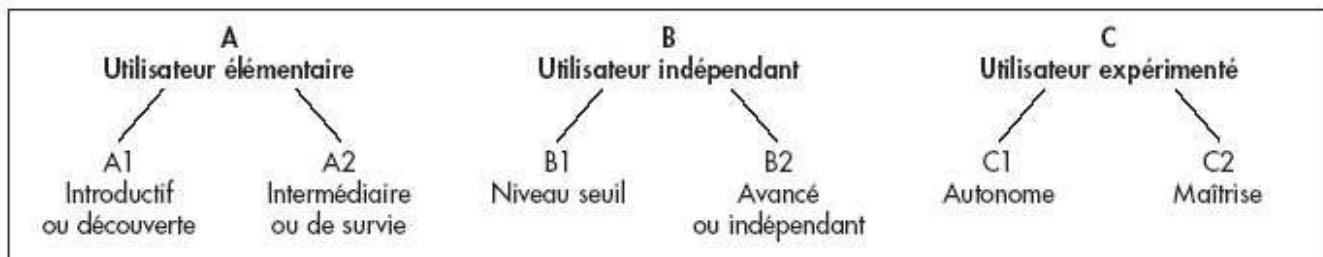 A
Utilisateur élémentaire
A1
Introductif
ou découverte
A2
Intermédiaire
ou de survie
B
Utilisateur indépendant
B1
Niveau seuil
B2
Avancé
ou indépendant
C
Utilisateur expérimenté
C1
Autonome
C2
Maîtrise